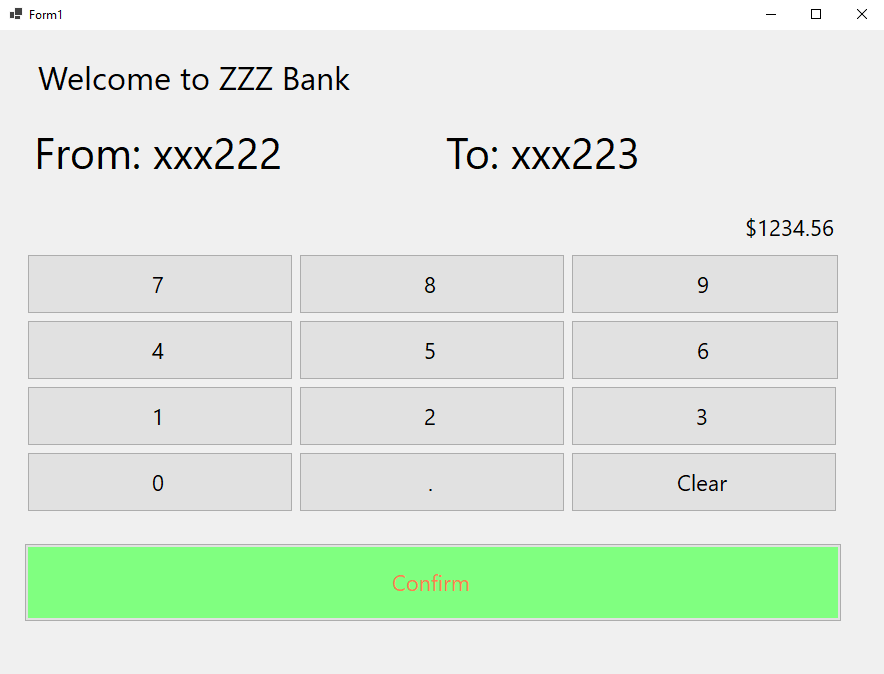 Form1
Welcome to ZZZ Bank
From: xxx222 To: xxx223
$1234.56
7 8 9
4 5 6
1 2 3
0 . Clear
Confirm